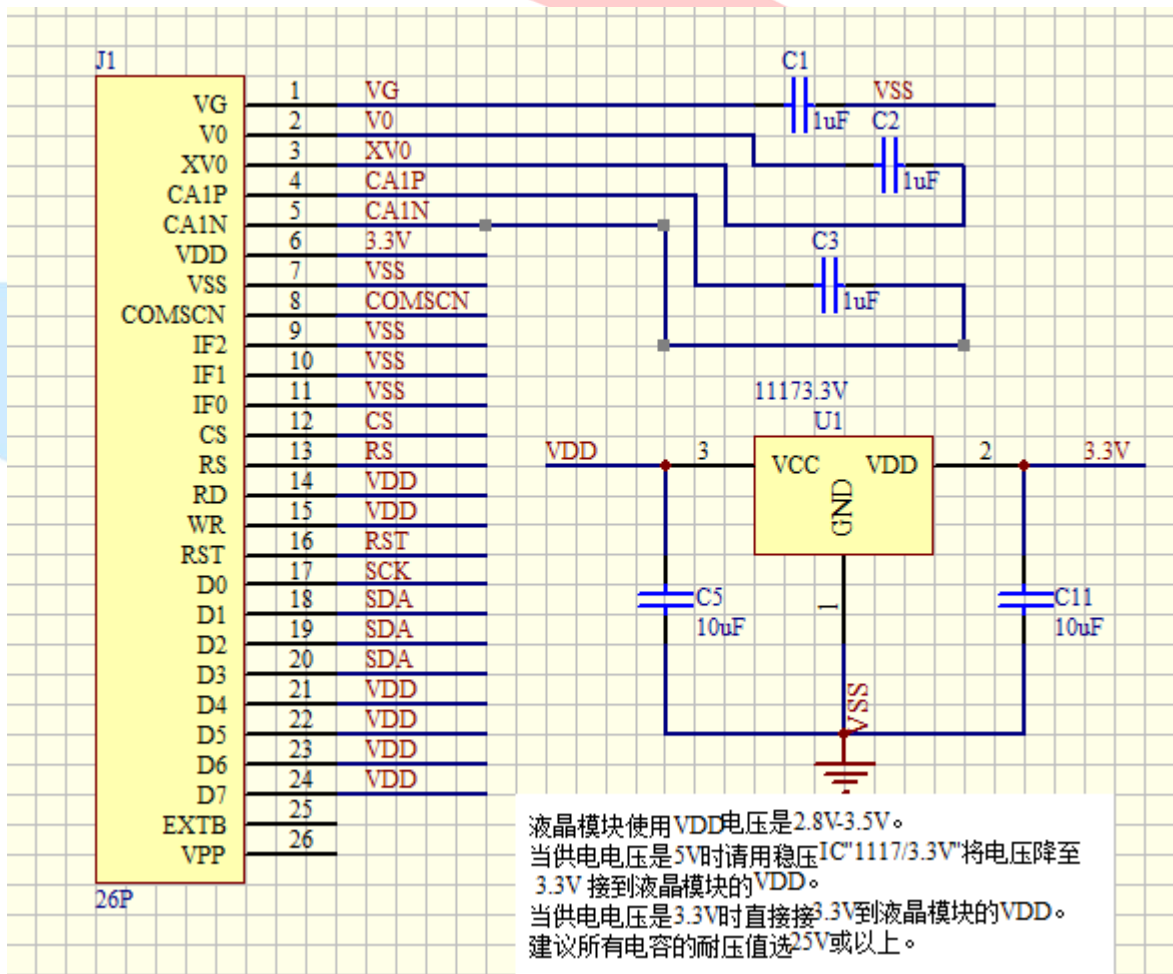 J1
VG 1 VG
V0 2 V0
XV0 3 XV0
CA1P 4 CA1P
CA1N 5 CA1N
VDD 6 3.3V
VSS 7 VSS
COMSCN 8 COMSCN
IF2 9 VSS
IF1 10 VSS
IF0 11 VSS
CS 12 CS
RS 13 RS
RD 14 VDD
WR 15 VDD
RST 16 RST
D0 17 SCK
D1 18 SDA
D2 19 SDA
D3 20 SDA
D4 21 VDD
D5 22 VDD
D6 23 VDD
D7 24 VDD
EXTB 25
VPP 26
26P
C1
1uF
VSS
C2
1uF
C3
1uF
11173.3V
U1
VDD 3 VCC VDD 2 3.3V
GND
1
C5
10uF
C11
10uF
VSS
液晶模块使用VDD电压是2.8V-3.5V。
当供电电压是5V时请用稳压IC"1117/3.3V"将电压降至
3.3V 接到液晶模块的VDD。
当供电电压是3.3V时直接接3.3V到液晶模块的VDD。
建议所有电容的耐压值选25V或以上。